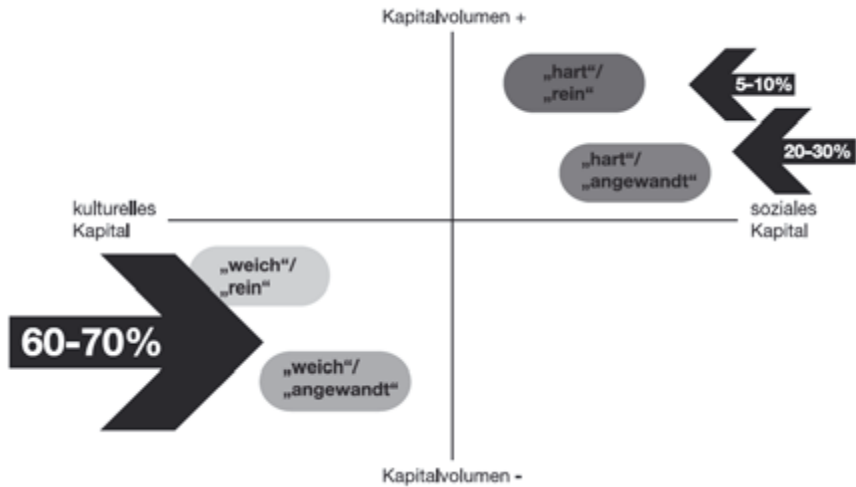 Kapitalvolumen +
„hart“/
„rein“
5-10%
„hart“/
„angewandt“
20-30%
kulturelles
Kapital
soziales
Kapital
„weich“/
„rein“
60-70%
„weich“/
„angewandt“
Kapitalvolumen -